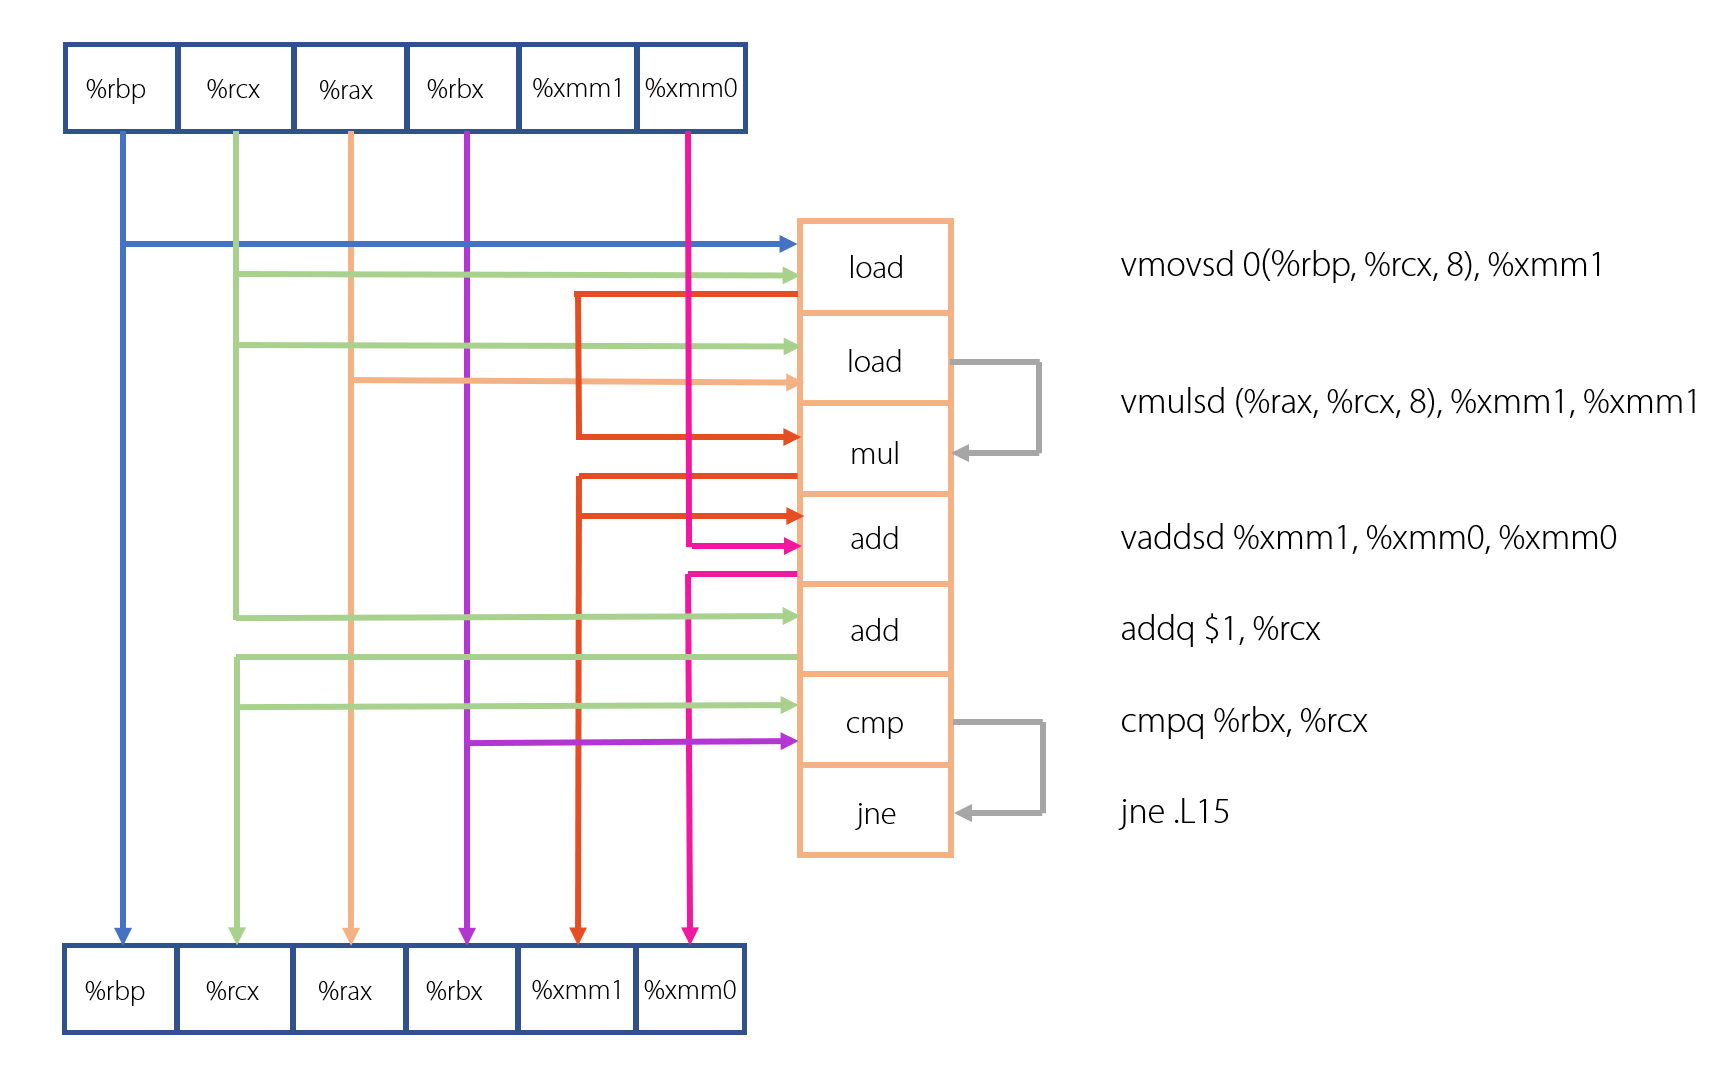 %rbp %rcx %rax %rbx %xmm1 %xmm0
load
vmovsd 0(%rbp, %rcx, 8), %xmm1
load
mul
vmulsd (%rax, %rcx, 8), %xmm1, %xmm1
add
vaddsd %xmm1, %xmm0, %xmm0
add
addq $1, %rcx
cmp
cmpq %rbx, %rcx
jne
jne .L15
%rbp %rcx %rax %rbx %xmm1 %xmm0